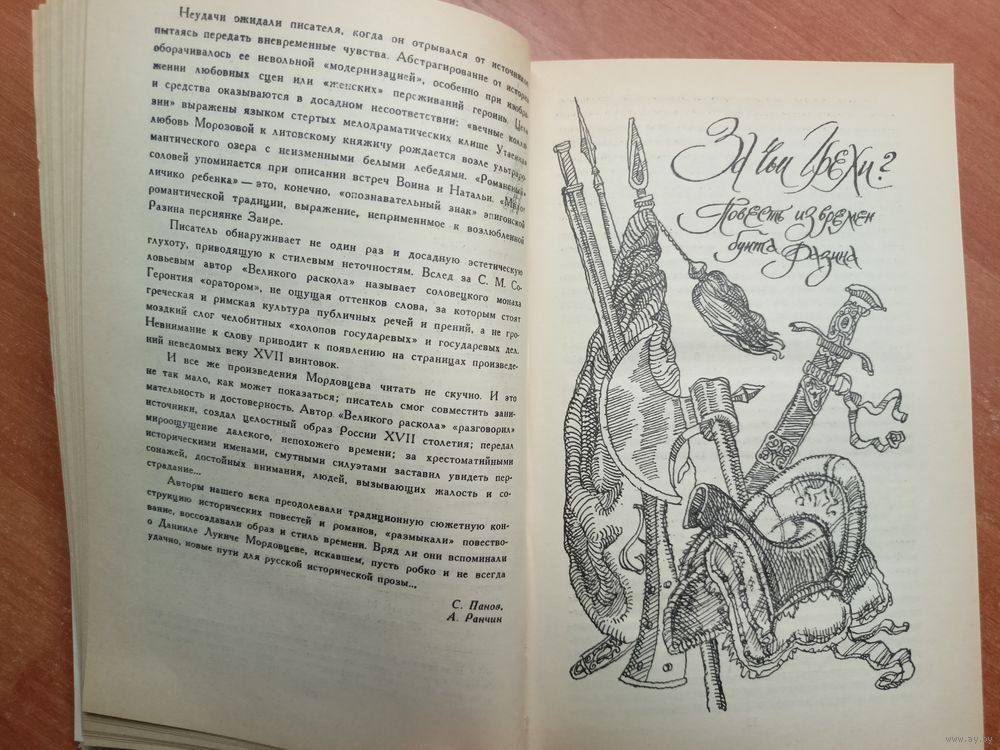 Неудачи ожидали писателя, когда он отрывался от источников,
пытаясь передать вневременные чувства. Абстрагирование от истории
оборачивалось ее невольной «модернизацией», особенно при изобра-
жении любовных сцен или «женских» переживаний героинь. Цель
и средства оказываются в досадном несоответствии: «вечные колли-
зии» выражены языком стертых мелодраматических клише Утаенная
любовь Морозовой к литовскому княжичу рождается возле ультраро-
мантического озера с неизменными белыми лебедями. «Романсный»
соловей упоминается при описании встреч Воина и Натальи. «Милое
личико ребенка» — это, конечно, «опознавательный знак» эпигонской
романтической традиции, выражение, неприменимое к возлюбленной
Разина персиянке Заире.
Писатель обнаруживает не один раз и досадную эстетическую
глухоту, приводящую к стилевым неточностям. Вслед за С. М. Со-
ловьевым автор «Великого раскола» называет соловецкого монаха
Геронтия «оратором», не ощущая оттенков слова, за которым стоят
греческая и римская культура публичных речей и прений, а не гро-
моздкий слог челобитных «холопов государевых» и государевых дел.
Невнимание к слову приводит к появлению на страницах произведе-
ний неведомых веку XVII винтовок.
И все же произведения Мордовцева читать не скучно. И это
не так мало, как может показаться; писатель смог совместить зани-
мательность и достоверность. Автор «Великого раскола» «разговорил»
источники, создал целостный образ России XVII столетия; передал
мироощущение далекого, непохожего времени; за хрестоматийными
историческими именами, смутными силуэтами заставил увидеть пер-
сонажей, достойных внимания, людей, вызывающих жалость и со-
страдание...
Авторы нашего века преодолевали традиционную сюжетную кон-
струкцию исторических повестей и романов, «размыкали» повество-
вание, воссоздавали образ и стиль времени. Вряд ли они вспоминали
о Данииле Лукиче Мордовцеве, искавшем, пусть робко и не всегда
удачно, новые пути для русской исторической прозы...
С. Панов,
А. Ранчин
За чьи грехи?
Повесть из времен
бунта Разина
www.ay.by